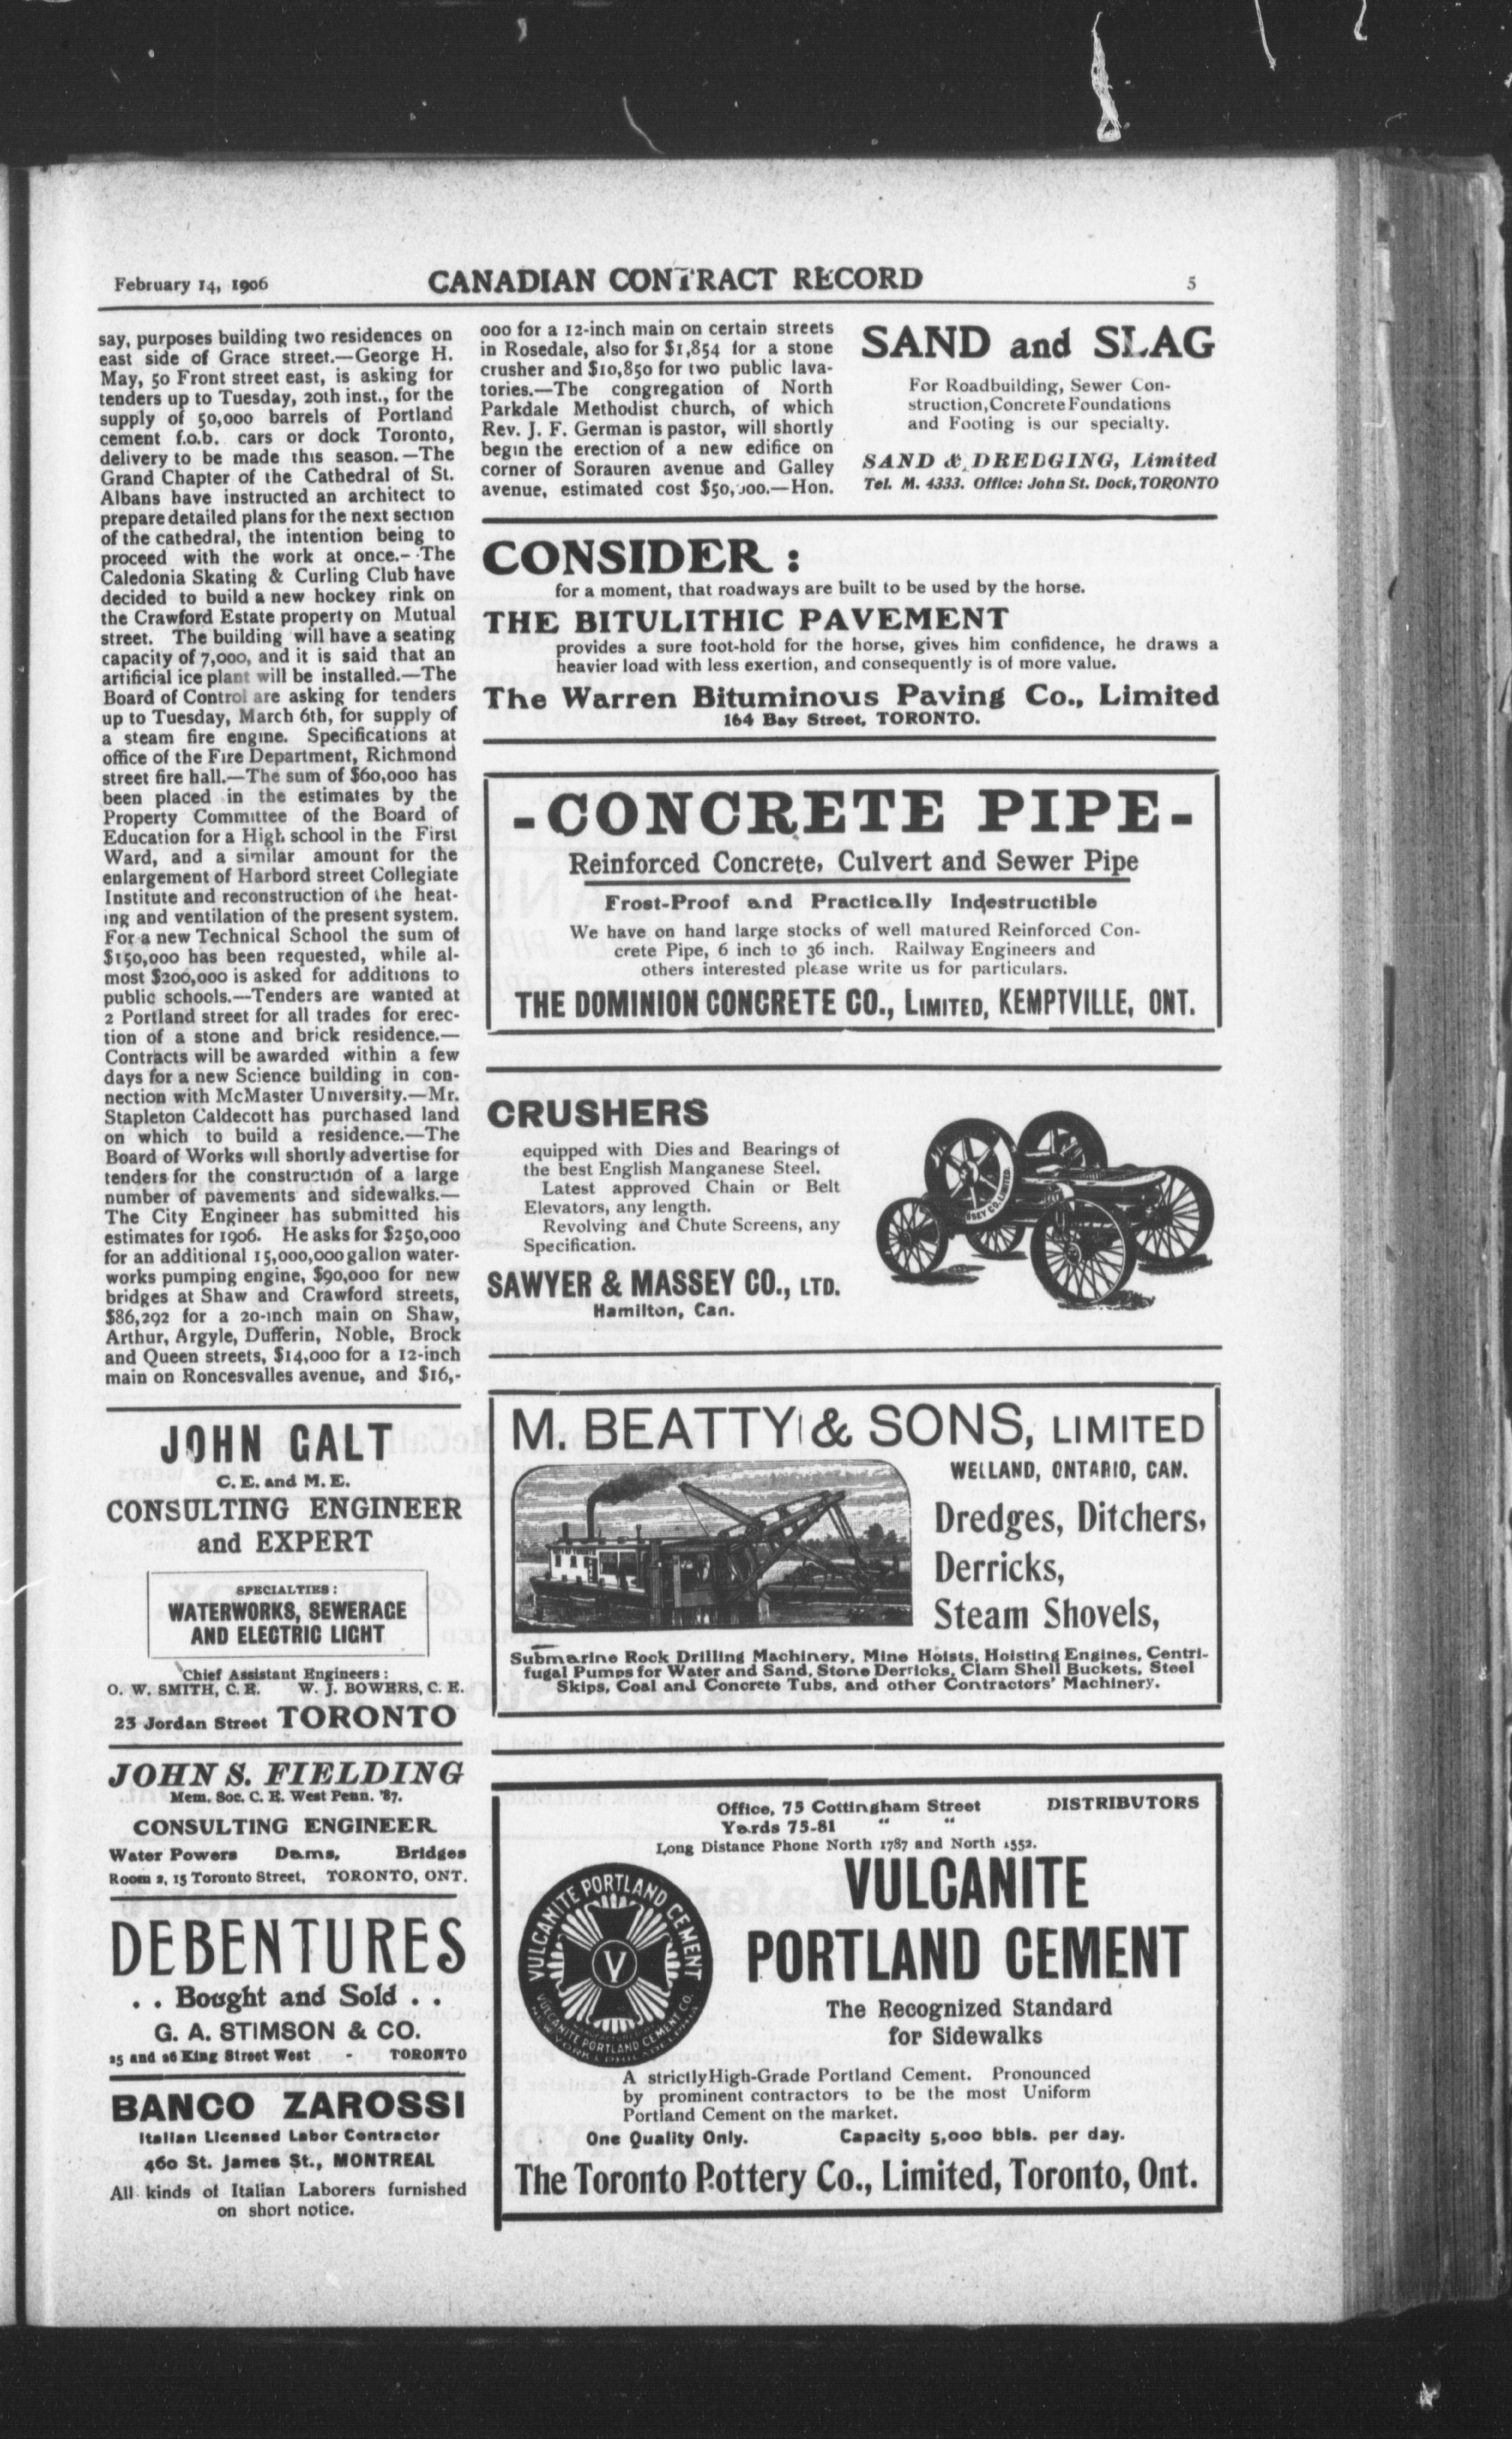 February 14, 1906
CANADIAN CONTRACT RECORD
5
say, purposes building two residences on
east side of Grace street.—George H.
May, 50 Front street east, is asking for
tenders up to Tuesday, 20th inst., for the
supply of 50,000 barrels of Portland
cement f.o.b. cars or dock Toronto,
delivery to be made this season.—The
Grand Chapter of the Cathedral of St.
Albans have instructed an architect to
prepare detailed plans for the next section
of the cathedral, the intention being to
proceed with the work at once.--The
Caledonia Skating & Curling Club have
decided to build a new hockey rink on
the Crawford Estate property on Mutual
street. The building will have a seating
capacity of 7,000, and it is said that an
artificial ice plant will be installed.—The
Board of Control are asking for tenders
up to Tuesday, March 6th, for supply of
a steam fire engine. Specifications at
office of the Fire Department, Richmond
street fire hall.—The sum of $60,000 has
been placed in the estimates by the
Property Committee of the Board of
Education for a High school in the First
Ward, and a similar amount for the
enlargement of Harbord street Collegiate
Institute and reconstruction of the heat-
ing and ventilation of the present system.
For a new Technical School the sum of
$150,000 has been requested, while al-
most $200,000 is asked for additions to
public schools.—Tenders are wanted at
2 Portland street for all trades for erec-
tion of a stone and brick residence.—
Contracts will be awarded within a few
days for a new Science building in con-
nection with McMaster University.—Mr.
Stapleton Caldecott has purchased land
on which to build a residence.—The
Board of Works will shortly advertise for
tenders for the construction of a large
number of pavements and sidewalks.—
The City Engineer has submitted his
estimates for 1906. He asks for $250,000
for an additional 15,000,000 gallon water-
works pumping engine, $90,000 for new
bridges at Shaw and Crawford streets,
$86,292 for a 20-inch main on Shaw,
Arthur, Argyle, Dufferin, Noble, Brock
and Queen streets, $14,000 for a 12-inch
main on Roncesvalles avenue, and $16,-
000 for a 12-inch main on certain streets
in Rosedale, also for $1,854 for a stone
crusher and $10,850 for two public lava-
tories.—The congregation of North
Parkdale Methodist church, of which
Rev. J. F. German is pastor, will shortly
begin the erection of a new edifice on
corner of Sorauren avenue and Galley
avenue, estimated cost $50,000.—Hon.
JOHN GALT
C. E. and M. E.
CONSULTING ENGINEER
and EXPERT
SPECIALTIES:
WATERWORKS, SEWERAGE
AND ELECTRIC LIGHT
Chief Assistant Engineers:
O. W. SMITH, C. E. W. J. BOWERS, C. E.
23 Jordan Street TORONTO
JOHN S. FIELDING
Mem. Soc. C. E. West Penn. '87.
CONSULTING ENGINEER
Water Powers Dams, Bridges
Room 2, 15 Toronto Street, TORONTO, ONT.
DEBENTURES
. . Bought and Sold . .
G. A. STIMSON & CO.
25 and 26 King Street West - TORONTO
BANCO ZAROSSI
Italian Licensed Labor Contractor
460 St. James St., MONTREAL
All kinds of Italian Laborers furnished
on short notice.
SAND and SLAG
For Roadbuilding, Sewer Con-
struction, Concrete Foundations
and Footing is our specialty.
SAND & DREDGING, Limited
Tel. M. 4333. Office: John St. Dock, TORONTO
CONSIDER :
for a moment, that roadways are built to be used by the horse.
THE BITULITHIC PAVEMENT
provides a sure foot-hold for the horse, gives him confidence, he draws a
heavier load with less exertion, and consequently is of more value.
The Warren Bituminous Paving Co., Limited
164 Bay Street, TORONTO.
-CONCRETE PIPE-
Reinforced Concrete, Culvert and Sewer Pipe
Frost-Proof and Practically Indestructible
We have on hand large stocks of well matured Reinforced Con-
crete Pipe, 6 inch to 36 inch. Railway Engineers and
others interested please write us for particulars.
THE DOMINION CONCRETE CO., LIMITED, KEMPTVILLE, ONT.
CRUSHERS
equipped with Dies and Bearings of
the best English Manganese Steel.
Latest approved Chain or Belt
Elevators, any length.
Revolving and Chute Screens, any
Specification.
SAWYER & MASSEY CO., LTD.
Hamilton, Can.
M. BEATTY & SONS, LIMITED
WELLAND, ONTARIO, CAN.
Dredges, Ditchers,
Derricks,
Steam Shovels,
Submarine Rock Drilling Machinery, Mine Hoists, Hoisting Engines, Centri-
fugal Pumps for Water and Sand, Stone Derricks, Clam Shell Buckets, Steel
Skips, Coal and Concrete Tubs, and other Contractors' Machinery.
Office, 75 Cottingham Street DISTRIBUTORS
Yards 75-81 " "
Long Distance Phone North 1787 and North 1552.
VULCANITE PORTLAND CEMENT
V
VULCANITE PORTLAND CEMENT CO.
VULCANITE
PORTLAND CEMENT
The Recognized Standard
for Sidewalks
A strictly High-Grade Portland Cement. Pronounced
by prominent contractors to be the most Uniform
Portland Cement on the market.
One Quality Only. Capacity 5,000 bbls. per day.
The Toronto Pottery Co., Limited, Toronto, Ont.